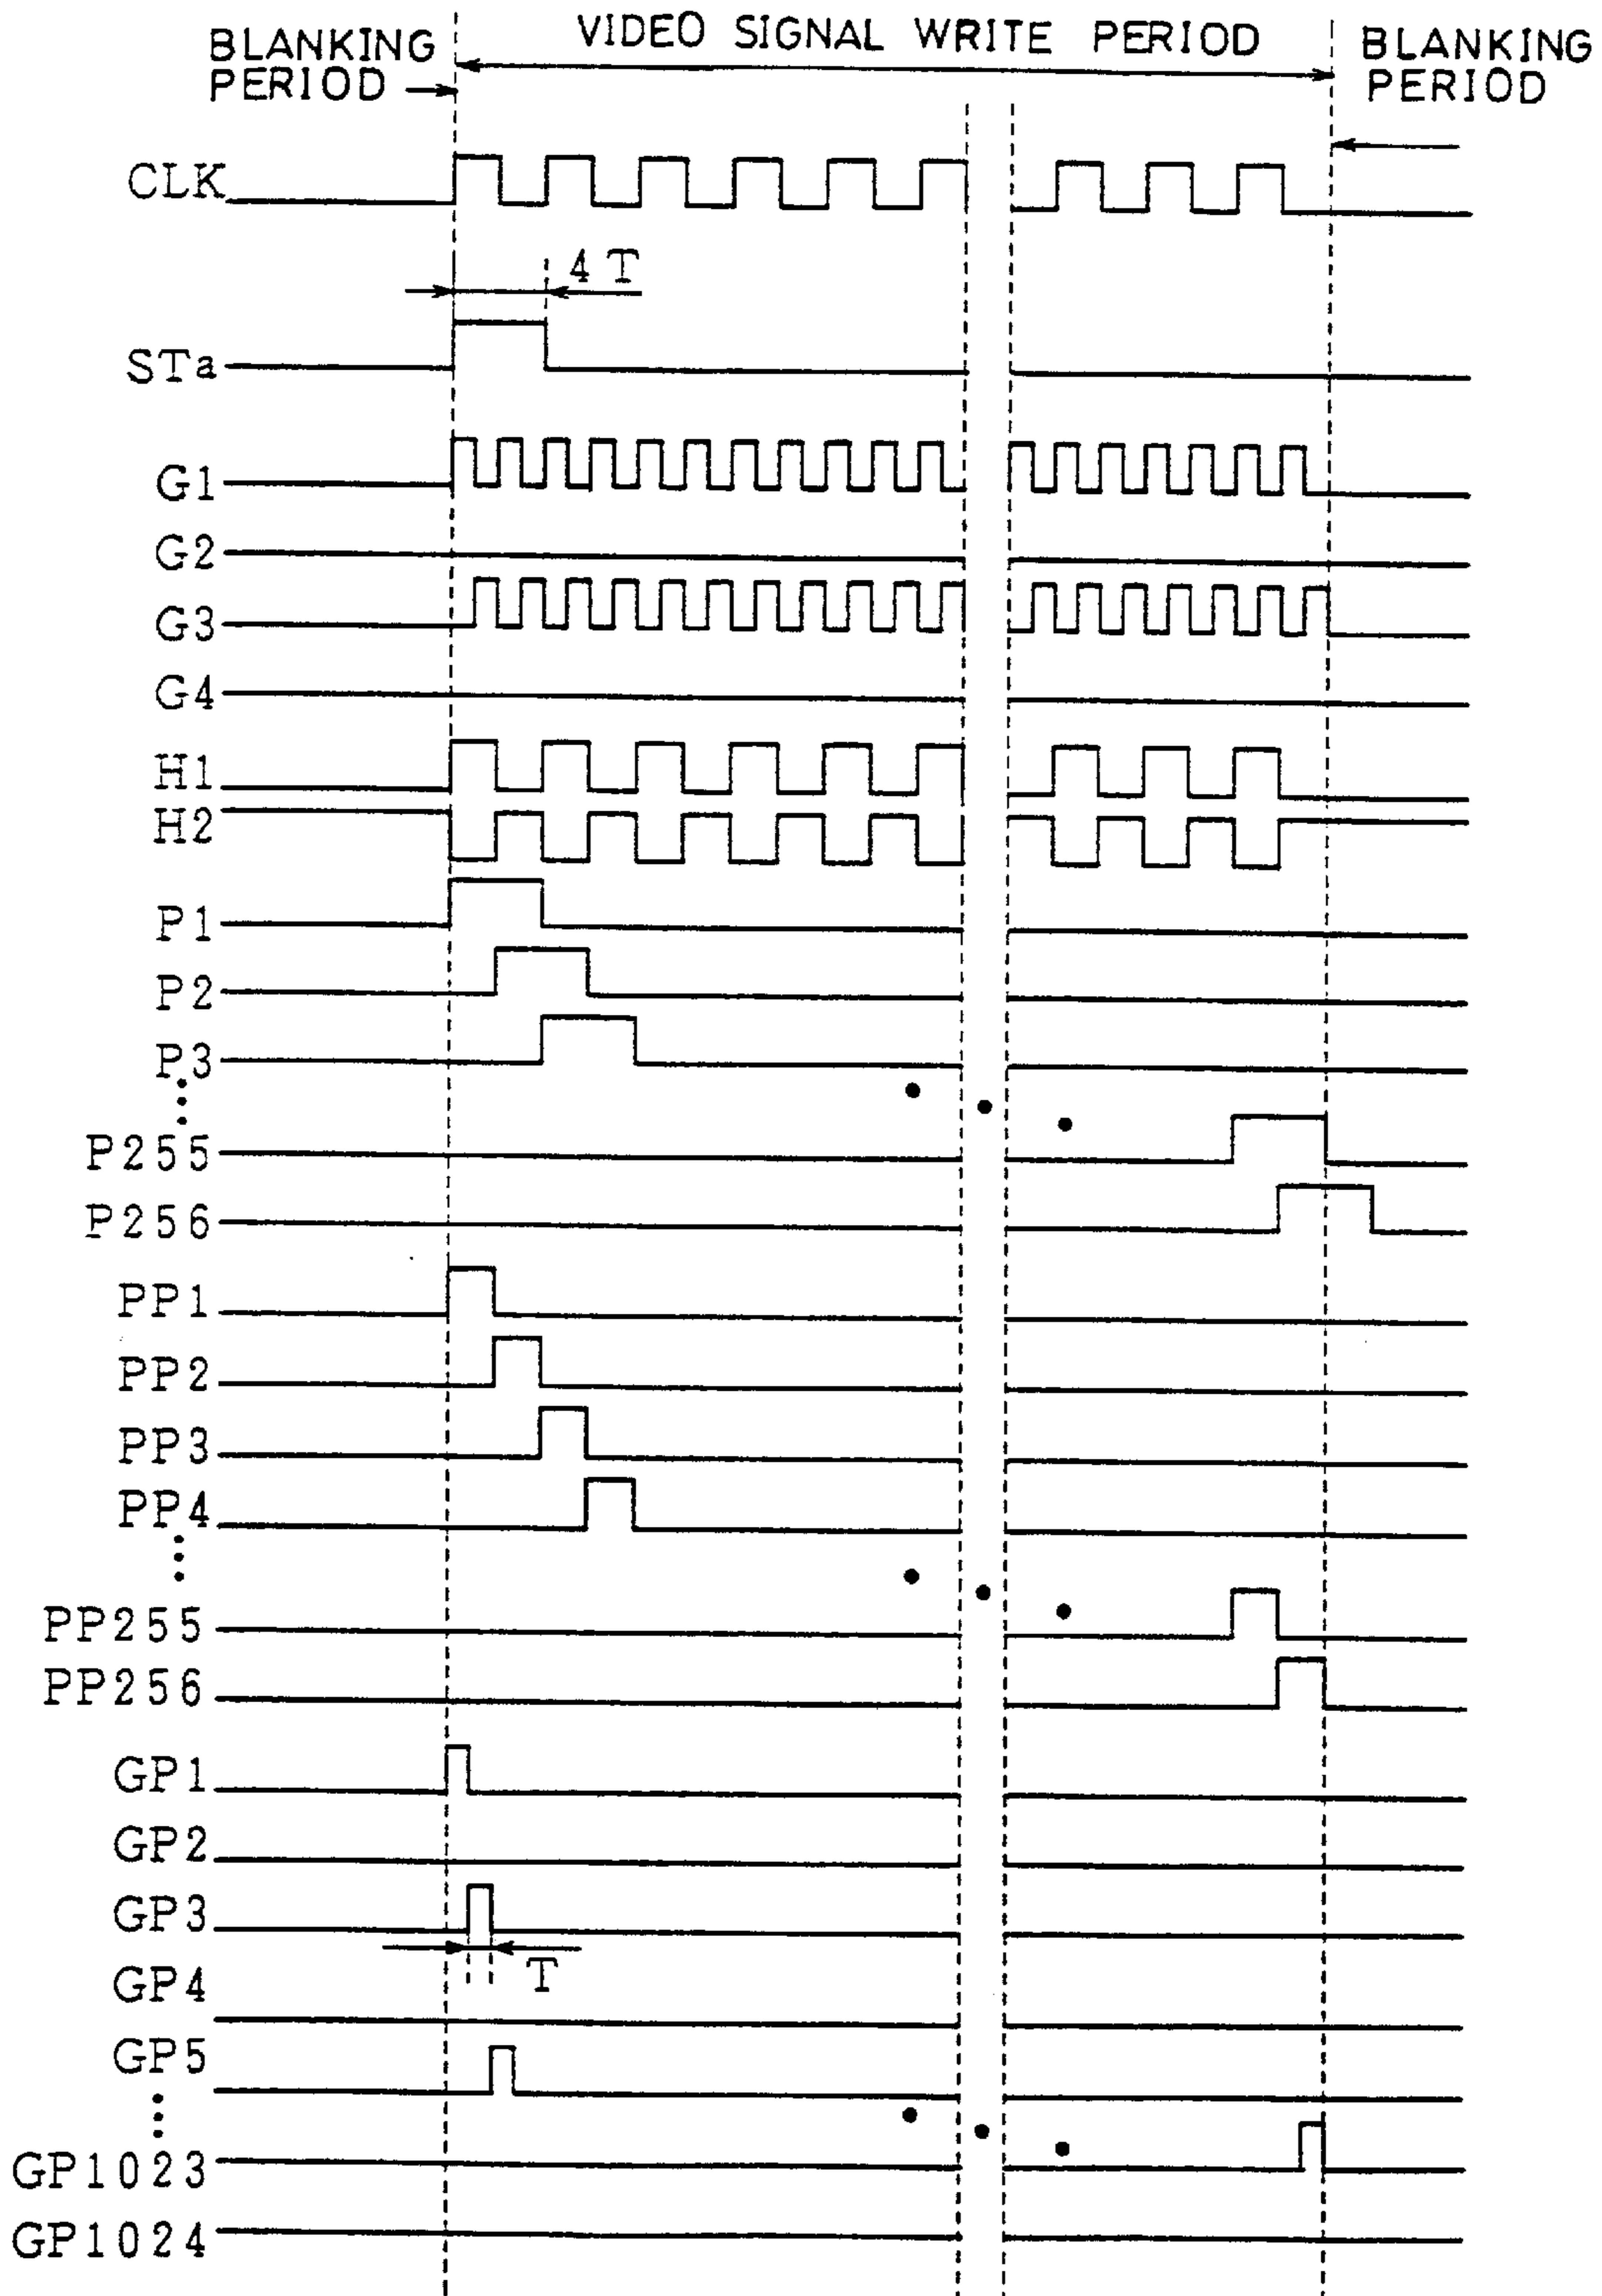 BLANKING
PERIOD
VIDEO SIGNAL WRITE PERIOD
BLANKING
PERIOD
CLK
4T
STa
G1
G2
G3
G4
H1
H2
P1
P2
P3
P255
P256
PP1
PP2
PP3
PP4
PP255
PP256
GP1
GP2
GP3
T
GP4
GP5
GP1023
GP1024